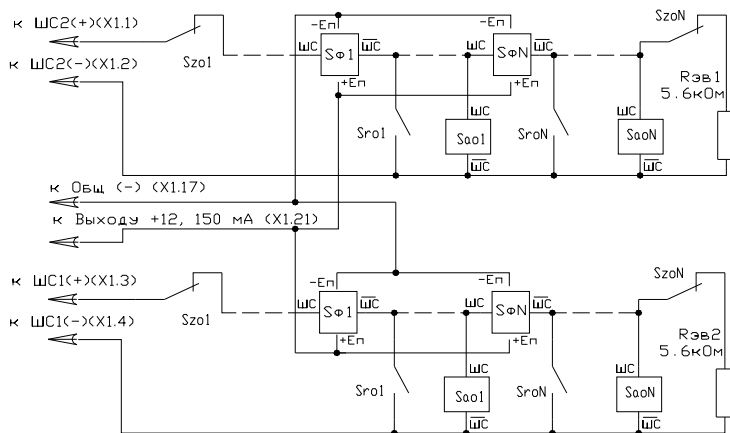 к ШС2(+)(X1.1)
Szo1
к ШС2(-)(X1.2)
-Еп
-Еп
ШС
SФ1
ШС
ШС
SФN
ШС
+Еп
+Еп
SzoN
Rэв1
5.6кОм
Sro1
ШС
Sao1
ШС
SroN
ШС
SaoN
ШС
к Общ (-) (X1.17)
к Выходу +12, 150 мА (X1.21)
к ШС1(+)(X1.3)
Szo1
к ШС1(-)(X1.4)
-Еп
-Еп
ШС
SФ1
ШС
ШС
SФN
ШС
+Еп
+Еп
SzoN
Rэв2
5.6кОм
Sro1
ШС
Sao1
ШС
SroN
ШС
SaoN
ШС